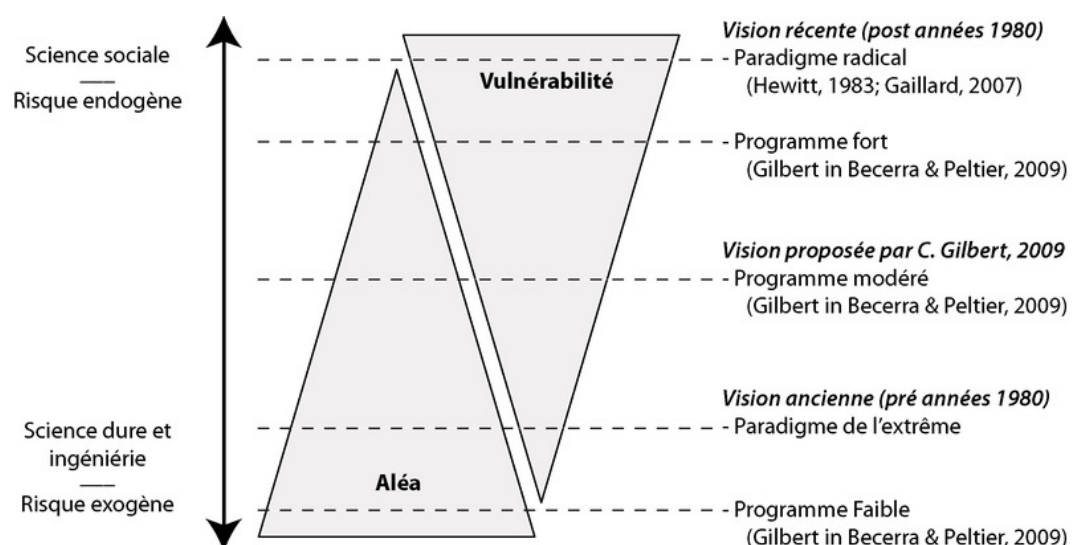 Science sociale
Risque endogène
Science dure et
ingéniérie
Risque exogène
Vulnérabilité
Aléa
Vision récente (post années 1980)
- Paradigme radical
(Hewitt, 1983; Gaillard, 2007)
- Programme fort
(Gilbert in Becerra & Peltier, 2009)
Vision proposée par C. Gilbert, 2009
- Programme modéré
(Gilbert in Becerra & Peltier, 2009)
Vision ancienne (pré années 1980)
- Paradigme de l'extrême
- Programme Faible
(Gilbert in Becerra & Peltier, 2009)